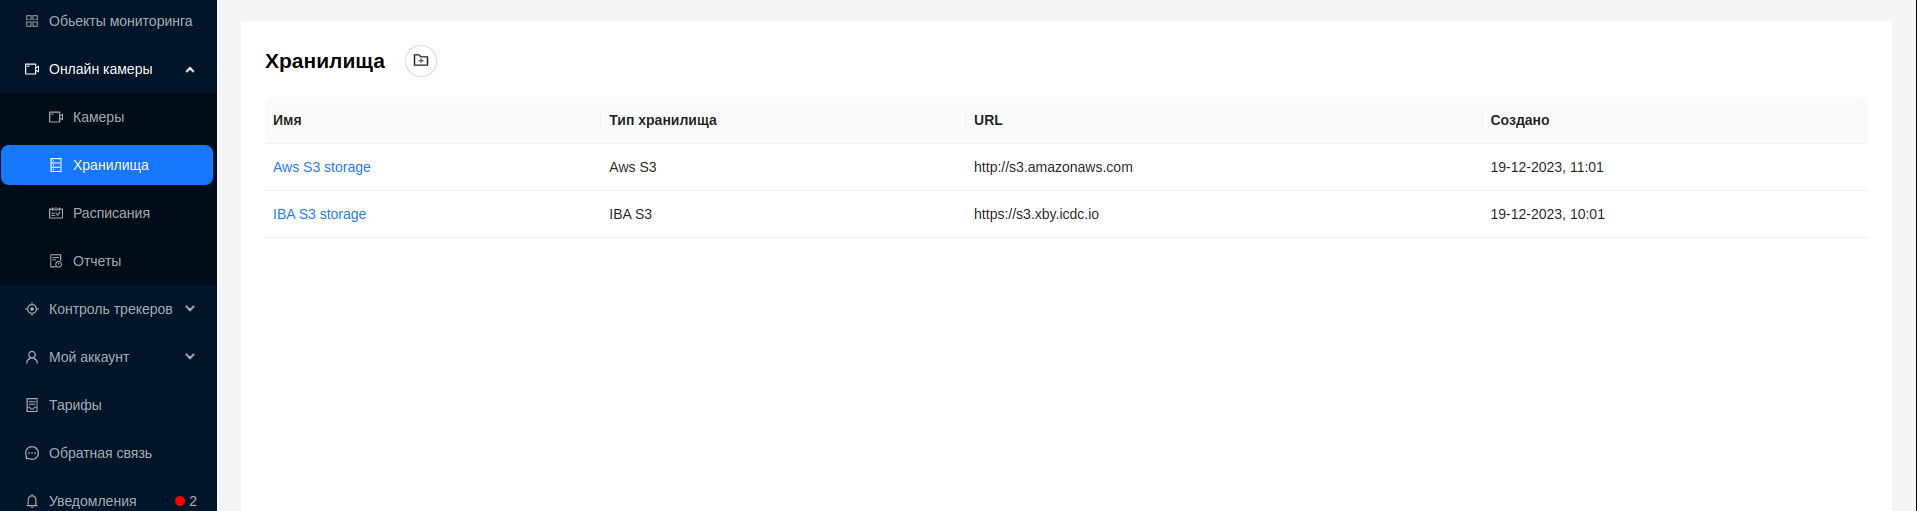 Обьекты мониторинга
Онлайн камеры
Камеры
Хранилища
Расписания
Отчеты
Контроль трекеров
Мой аккаунт
Тарифы
Обратная связь
Уведомления 2
Хранилища
Имя Тип хранилища URL Создано
Aws S3 storage Aws S3 http://s3.amazonaws.com 19-12-2023, 11:01
IBA S3 storage IBA S3 https://s3.xby.icdc.io 19-12-2023, 10:01